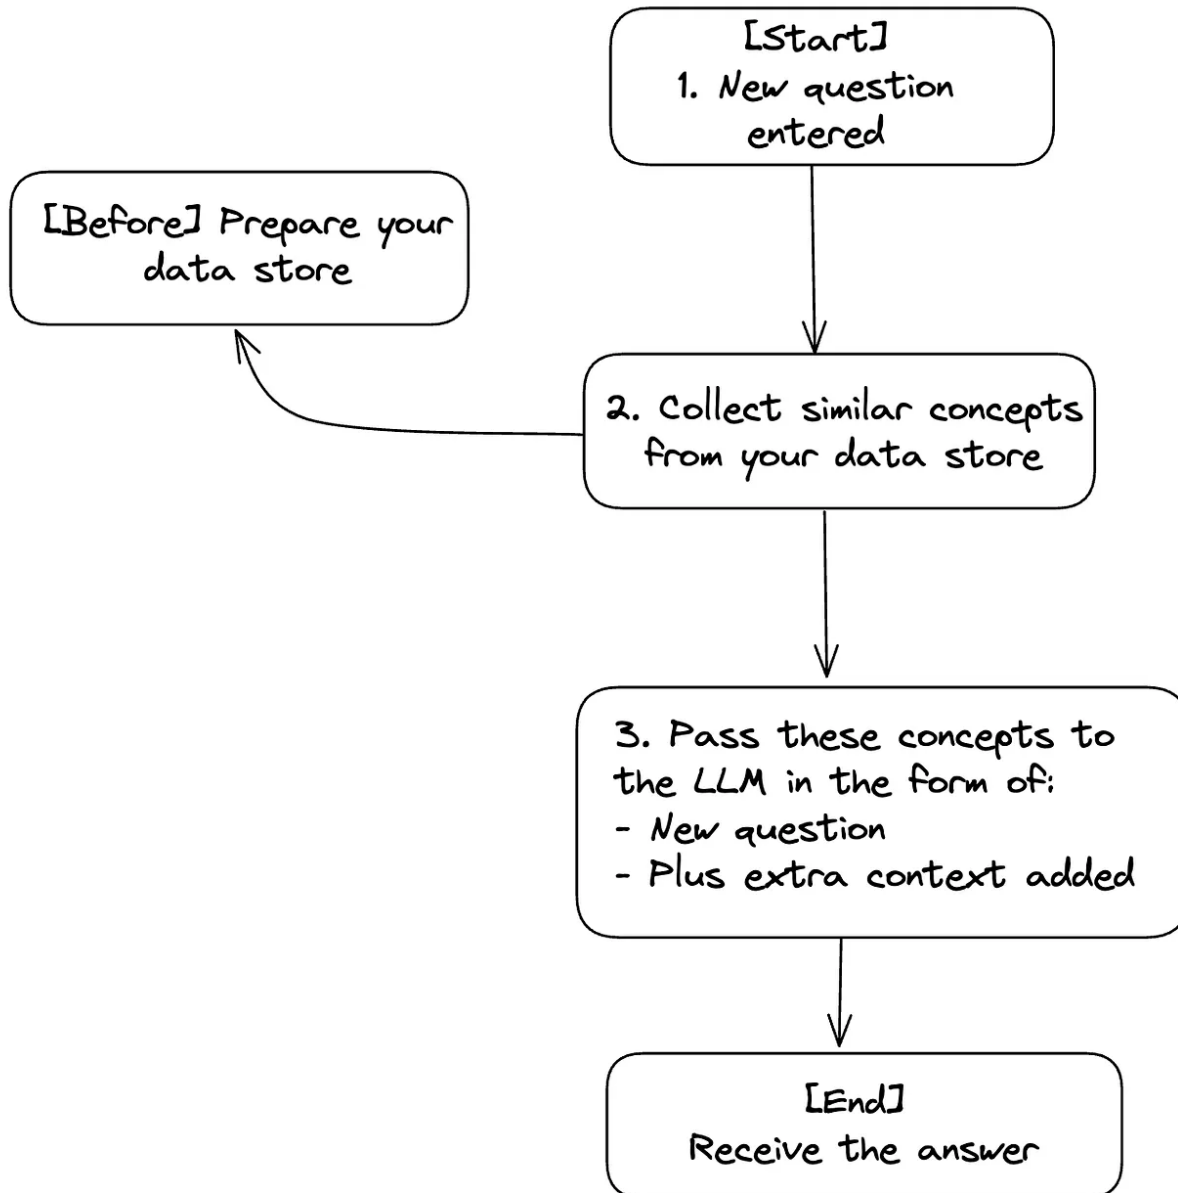 [Start]
1. New question
entered
[Before] Prepare your
data store
2. Collect similar concepts
from your data store
3. Pass these concepts to
the LLM in the form of:
- New question
- Plus extra context added
[End]
Receive the answer